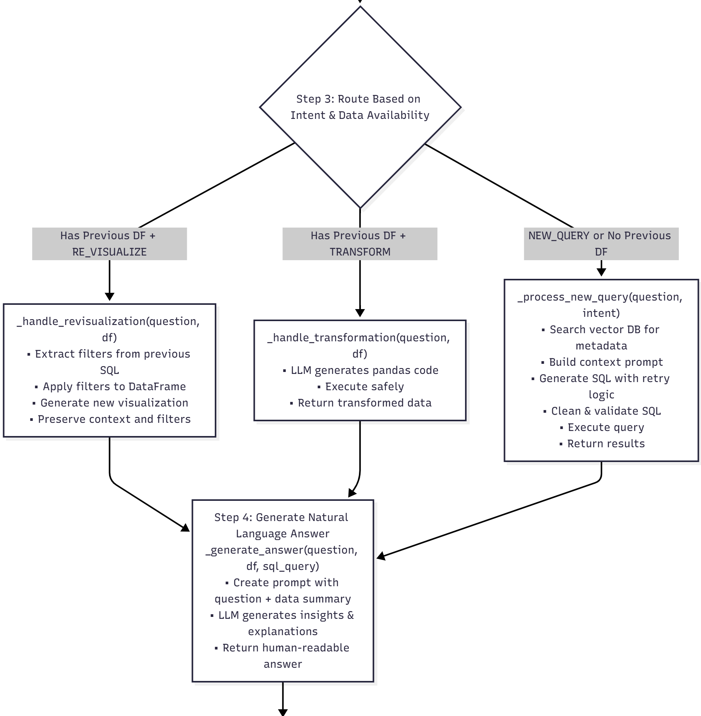 Step 3: Route Based on
Intent & Data Availability
Has Previous DF +
RE_VISUALIZE
Has Previous DF +
TRANSFORM
NEW_QUERY or No Previous
DF
_handle_revisualization(question,
df)
▪ Extract filters from previous
SQL
▪ Apply filters to DataFrame
▪ Generate new visualization
▪ Preserve context and filters
_handle_transformation(question,
df)
▪ LLM generates pandas code
▪ Execute safely
▪ Return transformed data
_process_new_query(question,
intent)
▪ Search vector DB for
metadata
▪ Build context prompt
▪ Generate SQL with retry
logic
▪ Clean & validate SQL
▪ Execute query
▪ Return results
Step 4: Generate Natural
Language Answer
_generate_answer(question,
df, sql_query)
▪ Create prompt with
question + data summary
▪ LLM generates insights &
explanations
▪ Return human-readable
answer